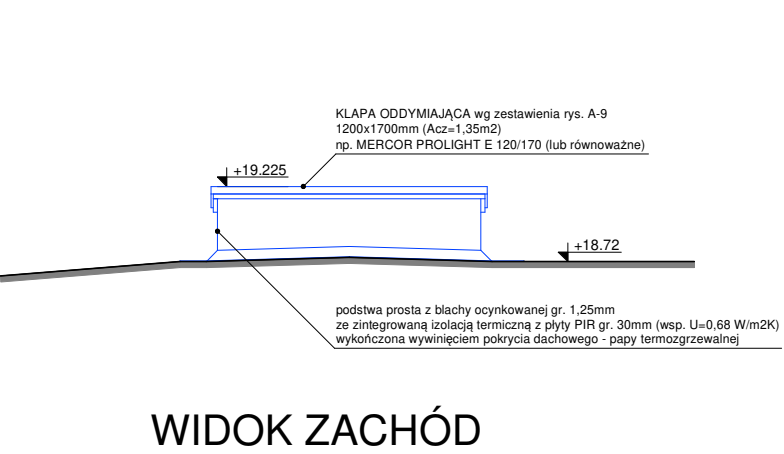 KLAPA ODDYMIAJĄCA wg zestawienia rys. A-9
1200x1700mm (Acz=1,35m2)
np. MERCOR PROLIGHT E 120/170 (lub równoważne)
+19.225
+18.72
podstwa prosta z blachy ocynkowanej gr. 1,25mm
ze zintegrowaną izolacją termiczną z płyty PIR gr. 30mm (wsp. U=0,68 W/m2K)
wykończona wywinięciem pokrycia dachowego - papy termozgrzewalnej
WIDOK ZACHÓD